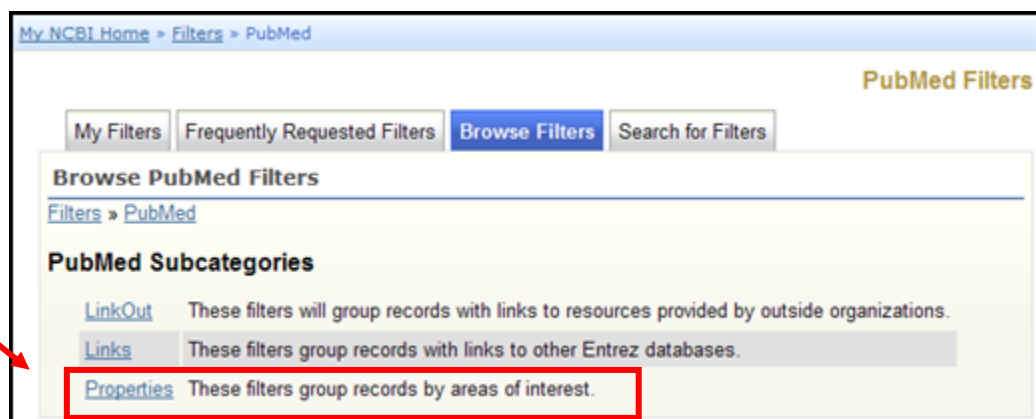 My NCBI Home » Filters » PubMed
PubMed Filters
My Filters Frequently Requested Filters Browse Filters Search for Filters
Browse PubMed Filters
Filters » PubMed
PubMed Subcategories
LinkOut These filters will group records with links to resources provided by outside organizations.
Links These filters group records with links to other Entrez databases.
Properties These filters group records by areas of interest.